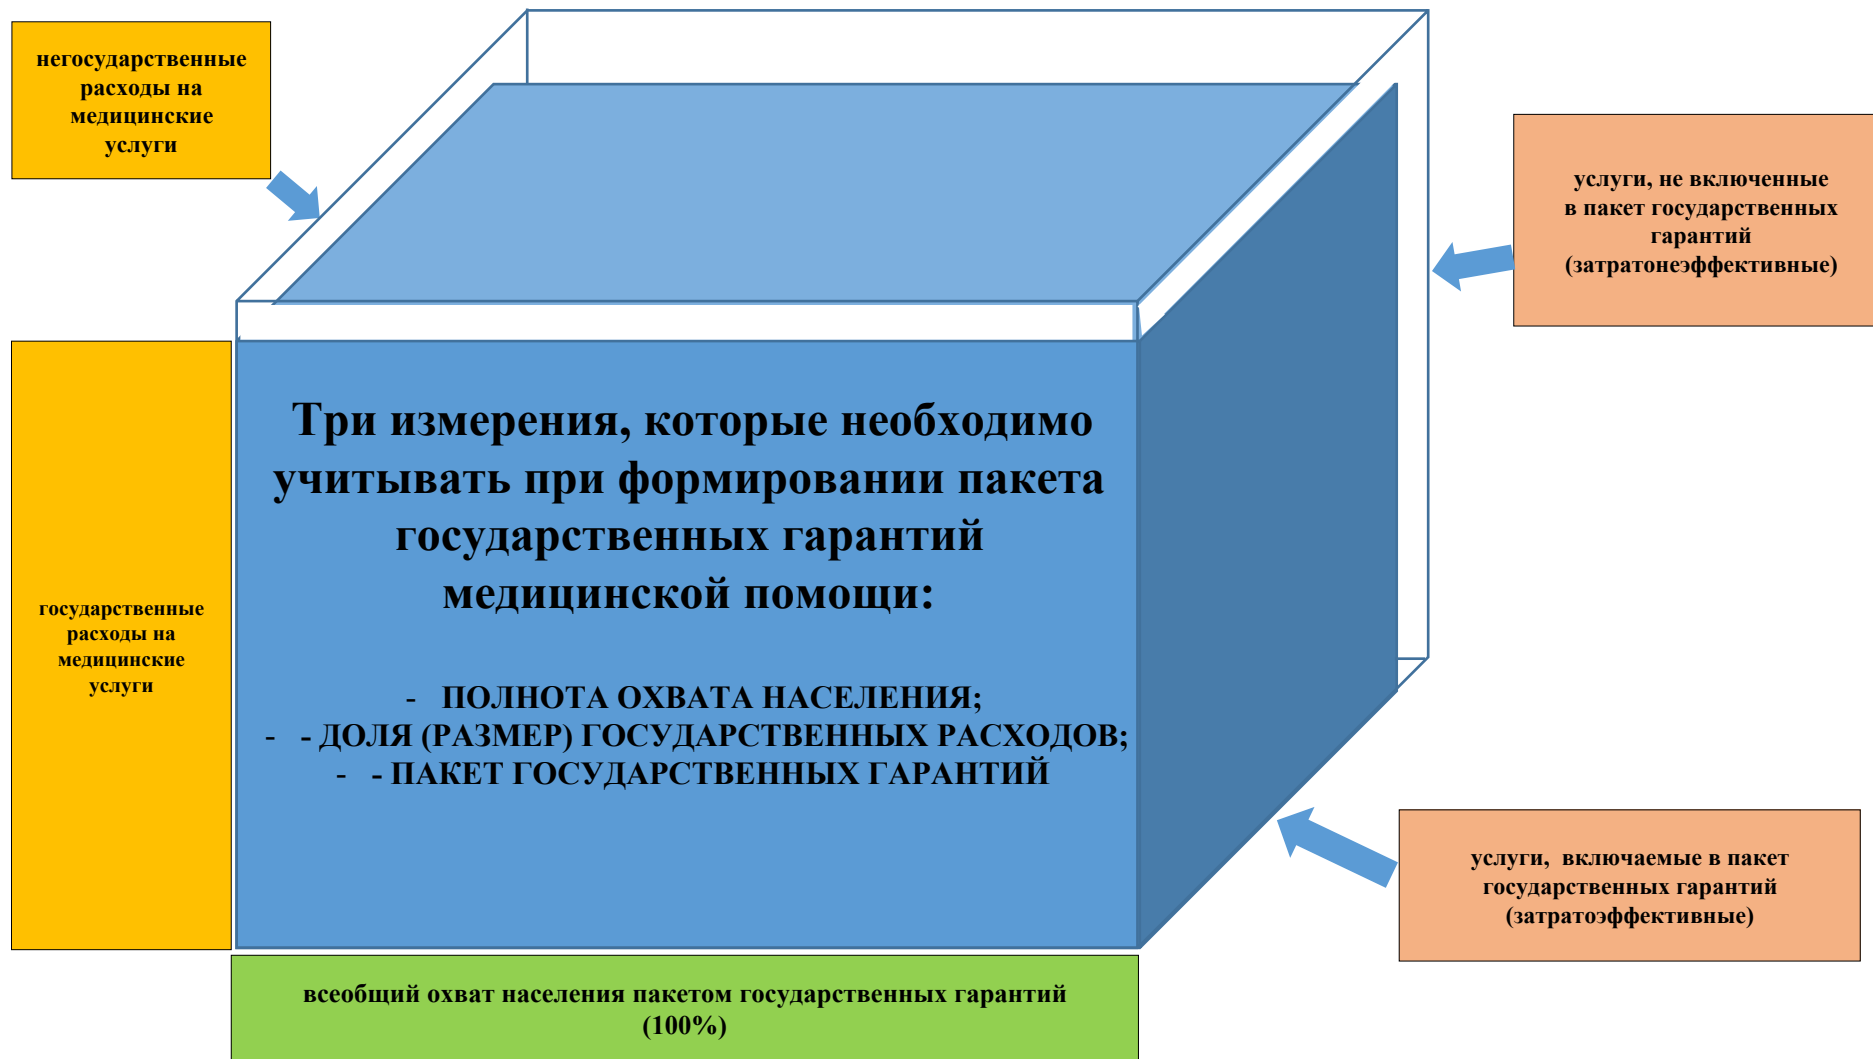 негосударственные
расходы на
медицинские
услуги
услуги, не включенные
в пакет государственных
гарантий
(затратонеэффективные)
государственные
расходы на
медицинские
услуги
Три измерения, которые необходимо
учитывать при формировании пакета
государственных гарантий
медицинской помощи:
- ПОЛНОТА ОХВАТА НАСЕЛЕНИЯ;
- - ДОЛЯ (РАЗМЕР) ГОСУДАРСТВЕННЫХ РАСХОДОВ;
- - ПАКЕТ ГОСУДАРСТВЕННЫХ ГАРАНТИЙ
услуги, включаемые в пакет
государственных гарантий
(затратоэффективные)
всеобщий охват населения пакетом государственных гарантий
(100%)